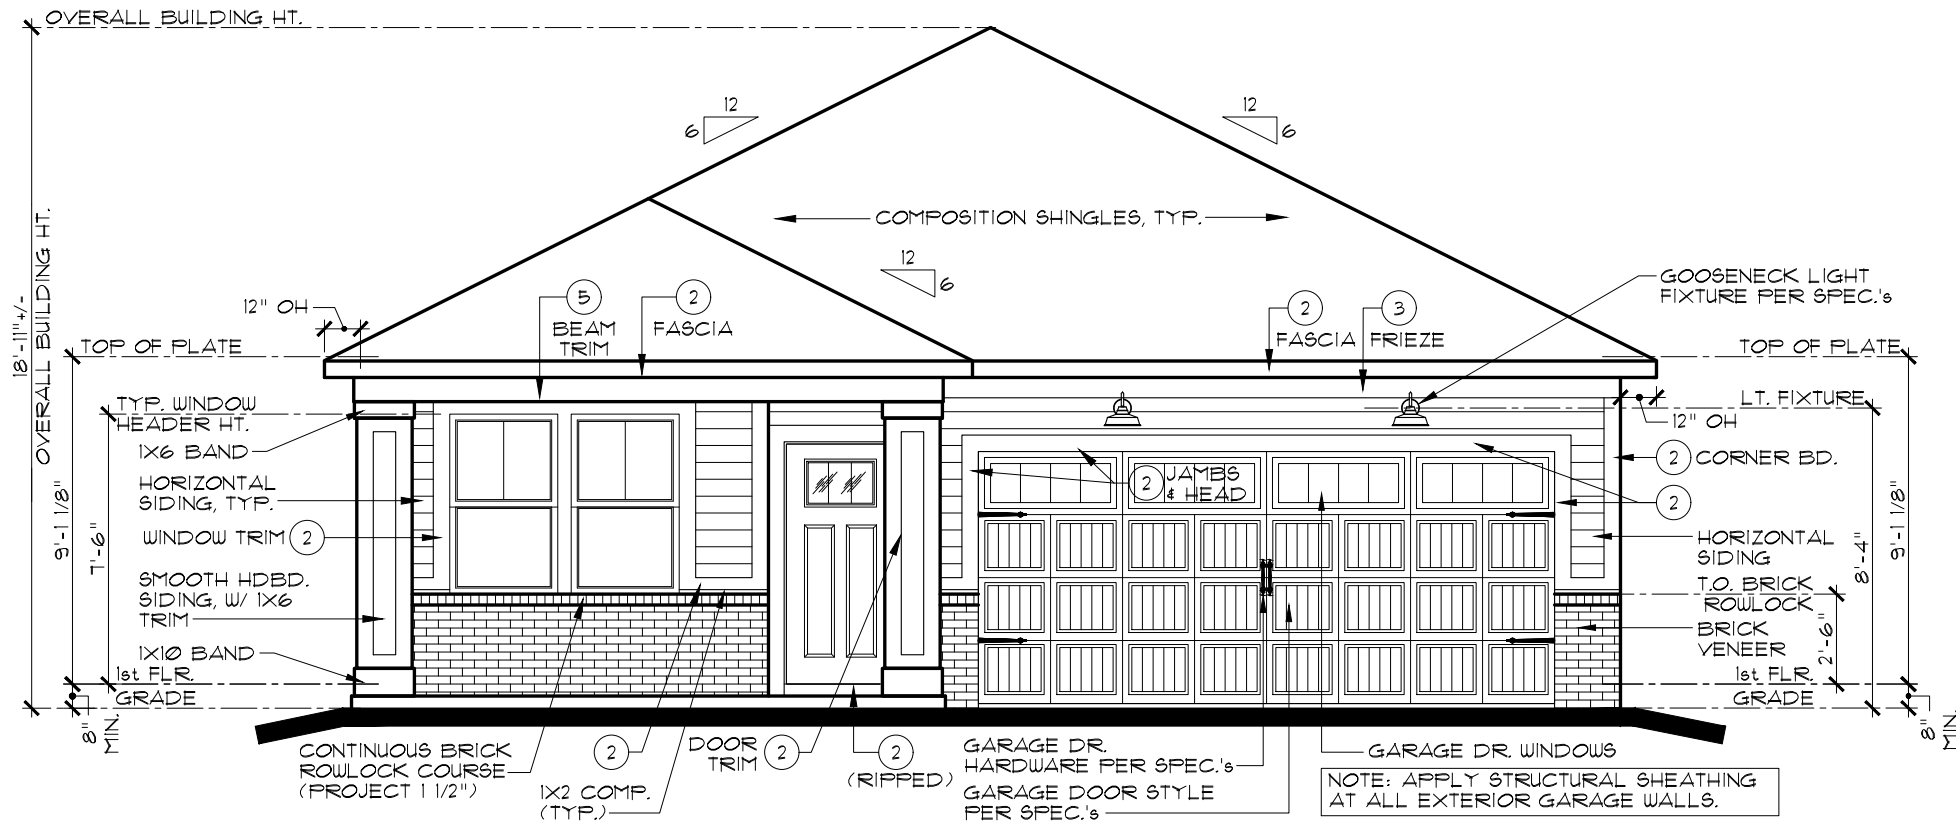 OVERALL BUILDING HT.
18'-11"+/-
OVERALL BUILDING HT.
12
6
12
6
COMPOSITION SHINGLES, TYP.
12
6
12" OH
5
BEAM
TRIM
2
FASCIA
2
FASCIA
3
FRIEZE
GOOSENECK LIGHT
FIXTURE PER SPEC.'s
TOP OF PLATE
TOP OF PLATE
TYP. WINDOW
HEADER HT.
1X6 BAND
HORIZONTAL
SIDING, TYP.
WINDOW TRIM 2
SMOOTH HDBD.
SIDING, W/ 1X6
TRIM
1X10 BAND
1st FLR.
GRADE
9'-1 1/8"
7'-6"
8"
MIN.
LT. FIXTURE
12" OH
2 CORNER BD.
2
2 JAMBS
& HEAD
HORIZONTAL
SIDING
T.O. BRICK
ROWLOCK
BRICK
VENEER
1st FLR.
GRADE
2'-6"
8'-4"
9'-1 1/8"
8"
MIN.
CONTINUOUS BRICK
ROWLOCK COURSE
(PROJECT 1 1/2")
2
1X2 COMP.
(TYP.)
DOOR
TRIM
2
2
(RIPPED)
GARAGE DR.
HARDWARE PER SPEC.'s
GARAGE DOOR STYLE
PER SPEC.'s
GARAGE DR. WINDOWS
NOTE: APPLY STRUCTURAL SHEATHING
AT ALL EXTERIOR GARAGE WALLS.